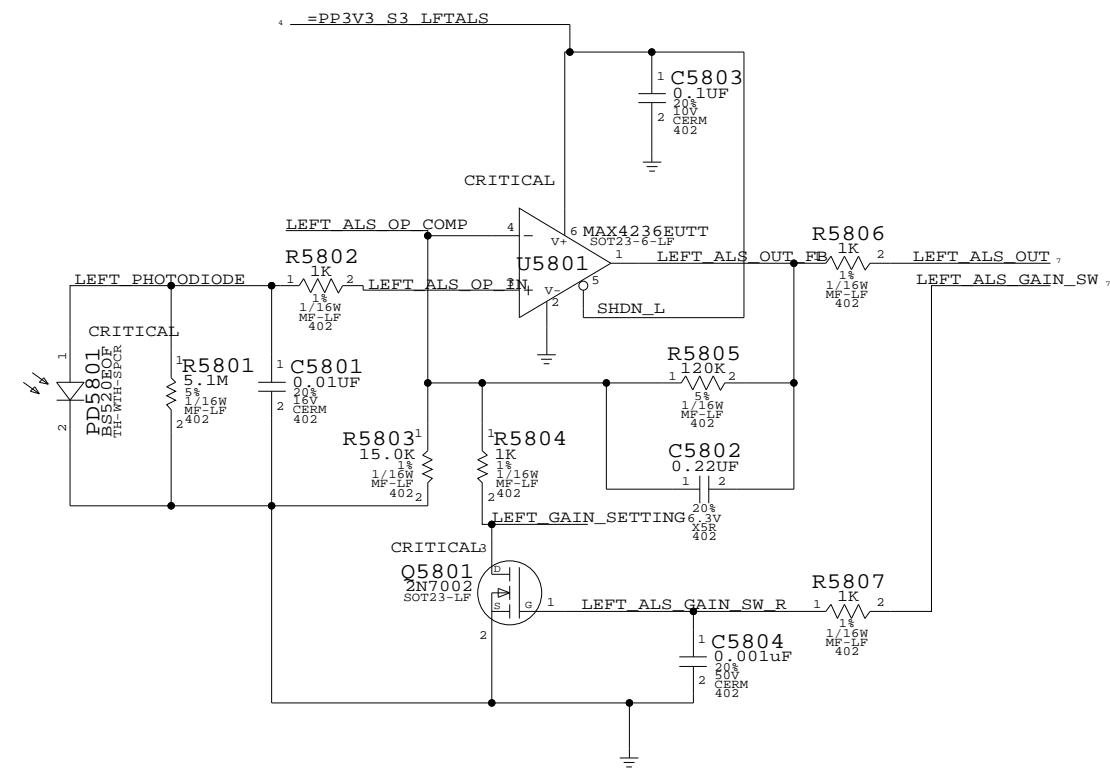 4 =PP3V3_S3_LFTALS
1 C5803
0.1UF
20%
10V
2 CERM
402
CRITICAL
LEFT_ALS_OP_COMP
4
6 MAX4236EUTT
SOT23-6-LF
V+
U5801
1 LEFT_ALS_OUT_FB
R5806
1K
1 2
1%
1/16W
MF-LF
402
LEFT_ALS_OUT 7
LEFT_ALS_GAIN_SW 7
R5802
1K
1 2
1%
1/16W
MF-LF
402
LEFT_PHOTODIODE
LEFT_ALS_OP_IN
3
V-
2
5
SHDN_L
CRITICAL
1
2
PD5801
BS520EOF
TH-WTH-SPCR
1 R5801
5.1M
5%
1/16W
MF-LF
2 402
1 C5801
0.01UF
20%
16V
2 CERM
402
R5805
120K
1 2
5%
1/16W
MF-LF
402
R5803 1
15.0K
1%
1/16W
MF-LF
402 2
1 R5804
1K
1%
1/16W
MF-LF
2 402
C5802
0.22UF
1 2
20%
6.3V
X5R
402
LEFT_GAIN_SETTING
CRITICAL 3
Q5801
2N7002
SOT23-LF
D
S
G
1
2
LEFT_ALS_GAIN_SW_R
R5807
1K
1 2
1%
1/16W
MF-LF
402
1 C5804
0.001uF
20%
50V
2 CERM
402